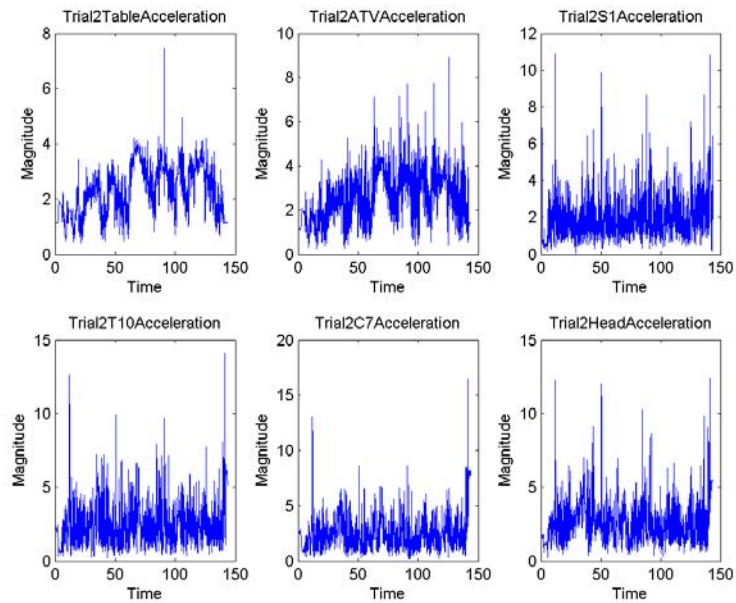 Trial2TableAcceleration
8
6
4
2
0
Magnitude
0 50 100 150
Time
Trial2ATVAcceleration
10
8
6
4
2
0
Magnitude
0 50 100 150
Time
Trial2S1Acceleration
12
10
8
6
4
2
0
Magnitude
0 50 100 150
Time
Trial2T10Acceleration
15
10
5
0
Magnitude
0 50 100 150
Time
Trial2C7Acceleration
20
15
10
5
0
Magnitude
0 50 100 150
Time
Trial2HeadAcceleration
15
10
5
0
Magnitude
0 50 100 150
Time